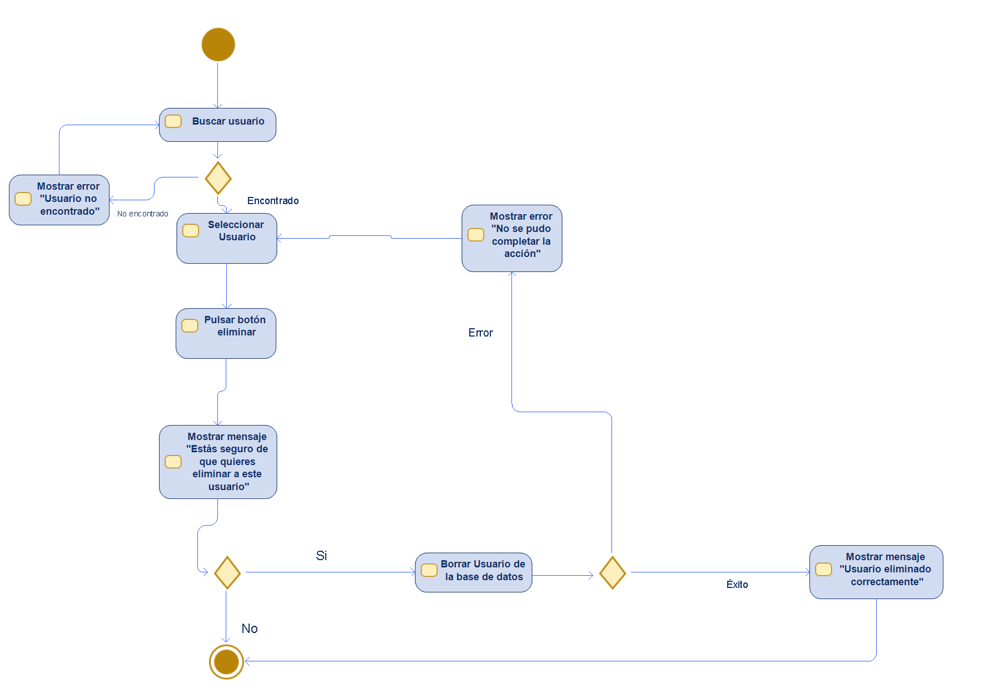 Buscar usuario
Mostrar error
"Usuario no
encontrado"
No encontrado
Encontrado
Seleccionar
Usuario
Mostrar error
"No se pudo
completar la
acción"
Pulsar botón
eliminar
Error
Mostrar mensaje
"Estás seguro de
que quieres
eliminar a este
usuario"
Si
Borrar Usuario de
la base de datos
Éxito
Mostrar mensaje
"Usuario eliminado
correctamente"
No